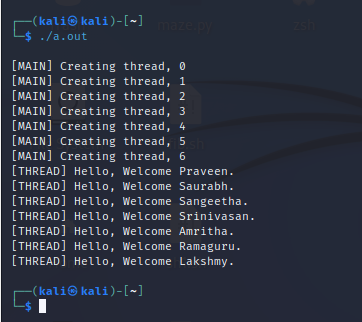 ┌──(kali㉿kali)-[~]
└─$ ./a.out
[MAIN] Creating thread, 0
[MAIN] Creating thread, 1
[MAIN] Creating thread, 2
[MAIN] Creating thread, 3
[MAIN] Creating thread, 4
[MAIN] Creating thread, 5
[MAIN] Creating thread, 6
[THREAD] Hello, Welcome Praveen.
[THREAD] Hello, Welcome Saurabh.
[THREAD] Hello, Welcome Sangeetha.
[THREAD] Hello, Welcome Srinivasan.
[THREAD] Hello, Welcome Amritha.
[THREAD] Hello, Welcome Ramaguru.
[THREAD] Hello, Welcome Lakshmy.
┌──(kali㉿kali)-[~]
└─$